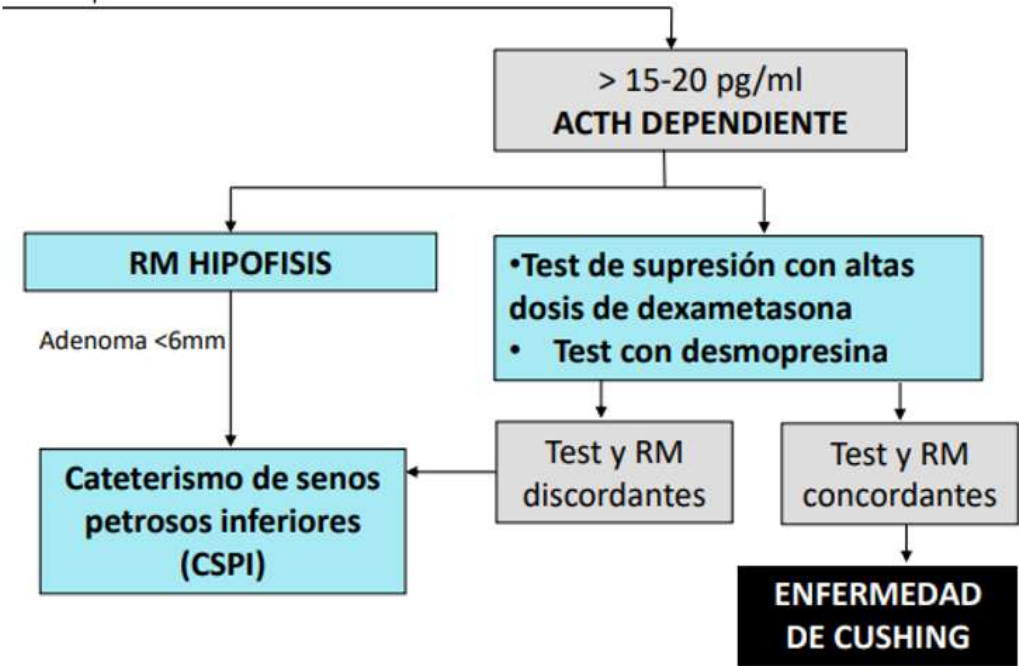 > 15-20 pg/ml
ACTH DEPENDIENTE
RM HIPOFISIS
•Test de supresión con altas
dosis de dexametasona
• Test con desmopresina
Adenoma <6mm
Test y RM
discordantes
Test y RM
concordantes
Cateterismo de senos
petrosos inferiores
(CSPI)
ENFERMEDAD
DE CUSHING